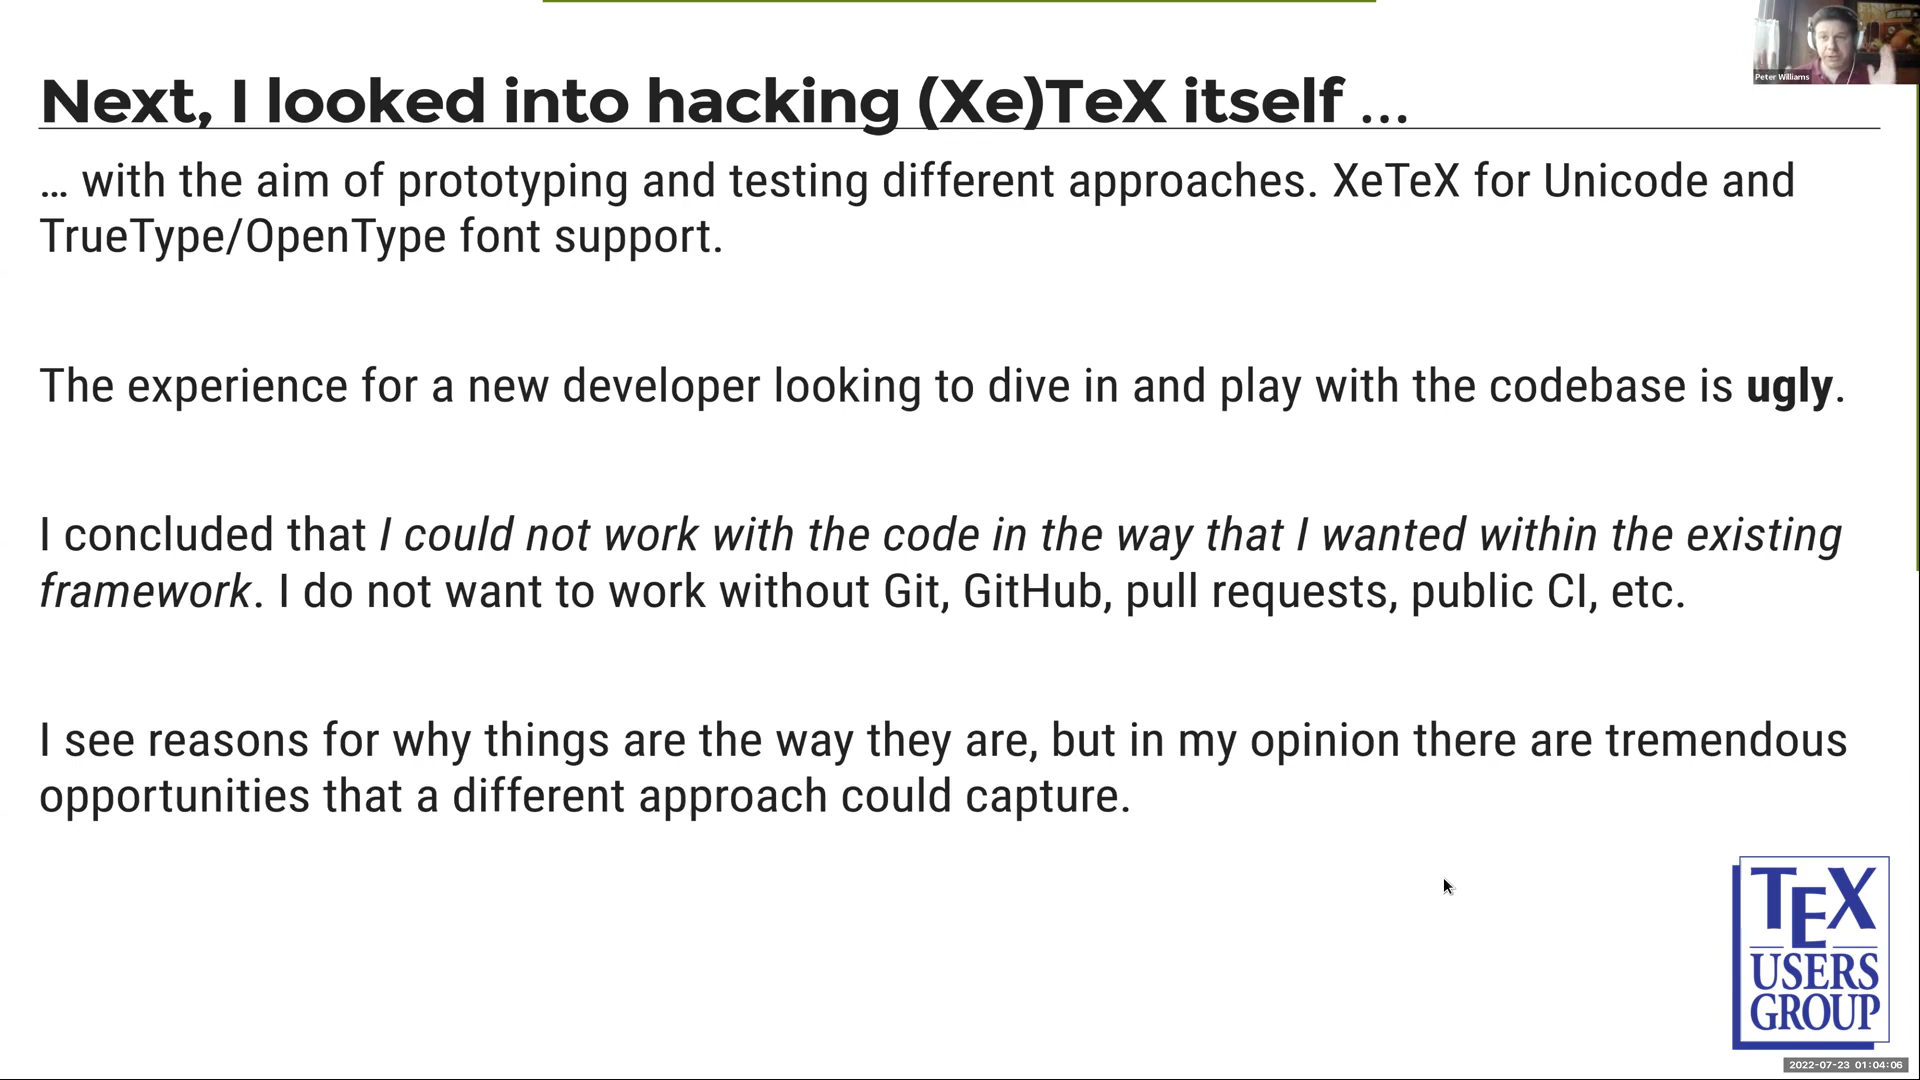 Peter Williams
Next, I looked into hacking (Xe)TeX itself …
… with the aim of prototyping and testing different approaches. XeTeX for Unicode and
TrueType/OpenType font support.
The experience for a new developer looking to dive in and play with the codebase is ugly.
I concluded that I could not work with the code in the way that I wanted within the existing
framework. I do not want to work without Git, GitHub, pull requests, public CI, etc.
I see reasons for why things are the way they are, but in my opinion there are tremendous
opportunities that a different approach could capture.
TEX
USERS
GROUP
2022-07-23 01:04:06